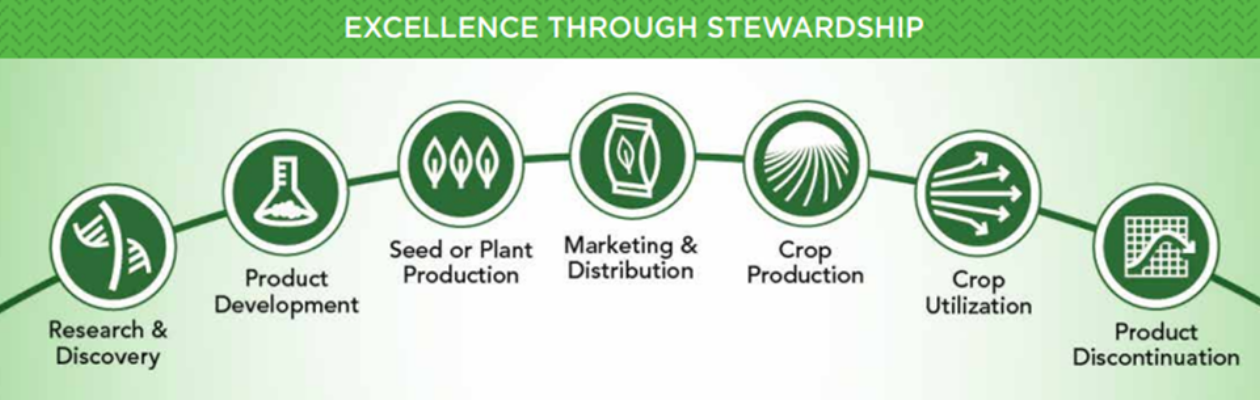 EXCELLENCE THROUGH STEWARDSHIP
Research &
Discovery
Product
Development
Seed or Plant
Production
Marketing &
Distribution
Crop
Production
Crop
Utilization
Product
Discontinuation